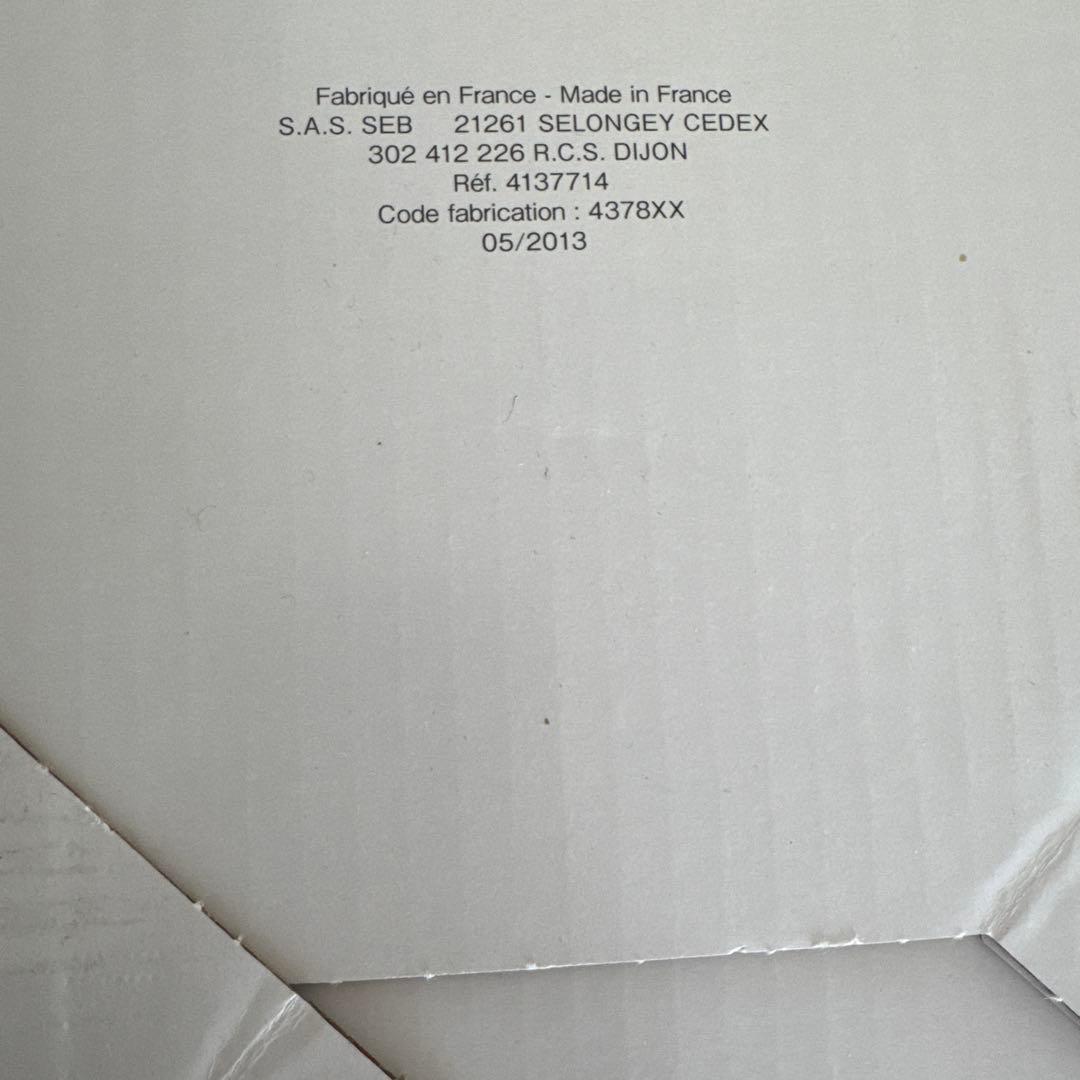 Fabriqué en France - Made in France
S.A.S. SEB 21261 SELONGEY CEDEX
302 412 226 R.C.S. DIJON
Réf. 4137714
Code fabrication : 4378XX
05/2013